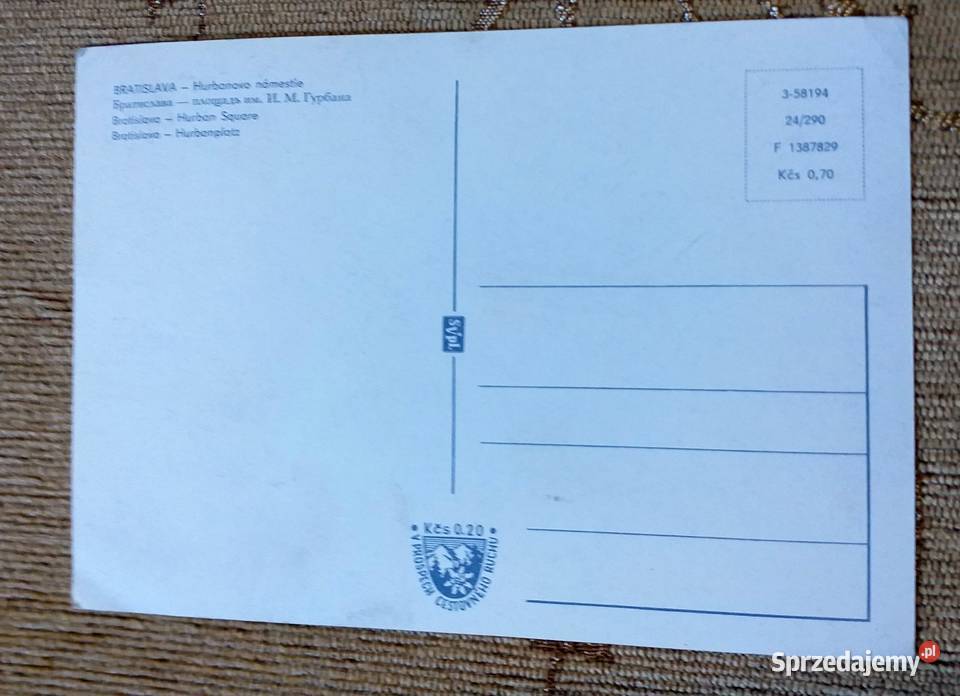 BRATISLAVA — Hurbanovo námestie
Братислава — площадь им. И. М. Гурбана
Bratislava — Hurban Square
Bratislava — Hurbanplatz
3-58194
24/290
F 1387829
Kčs 0,70
SVpl.
• Kčs 0.20 •
V PROSPECH CESTOVNÉHO RUCHU
Sprzedajemy.pl